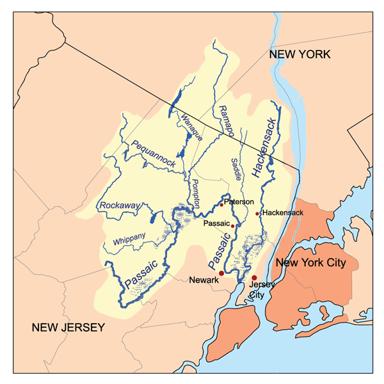 NEW YORK
Wanaque
Ramapo
Hackensack
Pequannock
Saddle
Pompton
Rockaway
Paterson
Hackensack
Whippany
Passaic
Passaic
Passaic
Newark
Jersey
City
New York City
NEW JERSEY